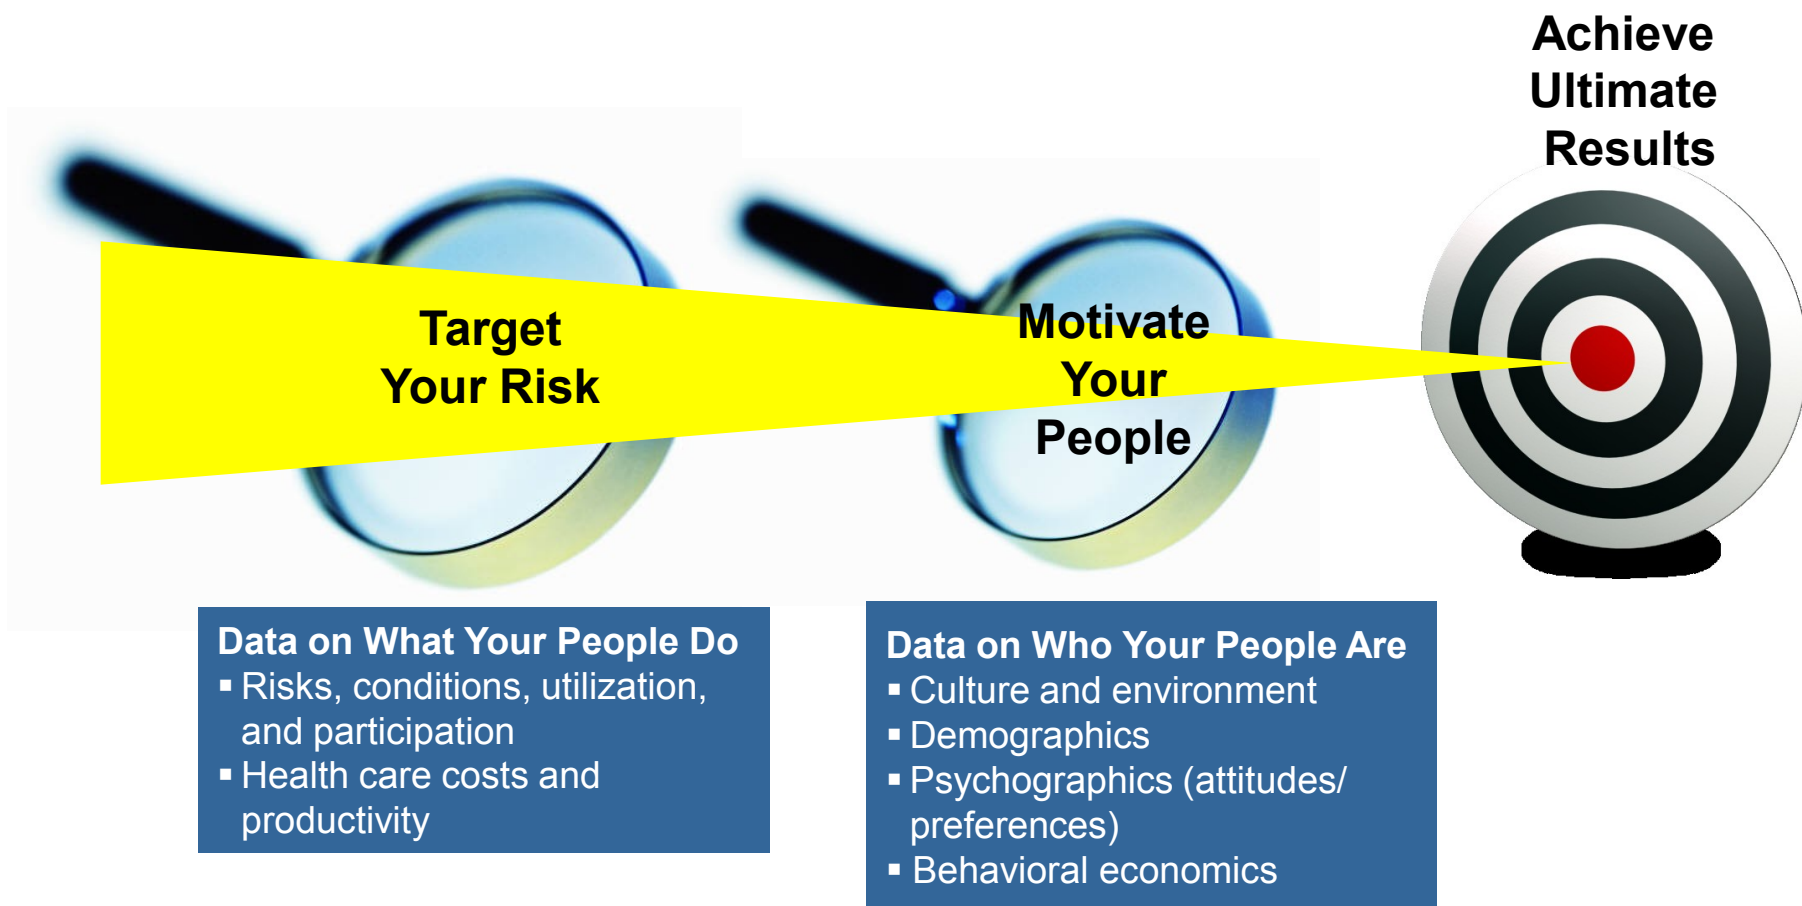 Achieve
Ultimate
Results
Target
Your Risk
Motivate
Your
People
Data on What Your People Do
▪ Risks, conditions, utilization,
and participation
▪ Health care costs and
productivity
Data on Who Your People Are
▪ Culture and environment
▪ Demographics
▪ Psychographics (attitudes/
preferences)
▪ Behavioral economics